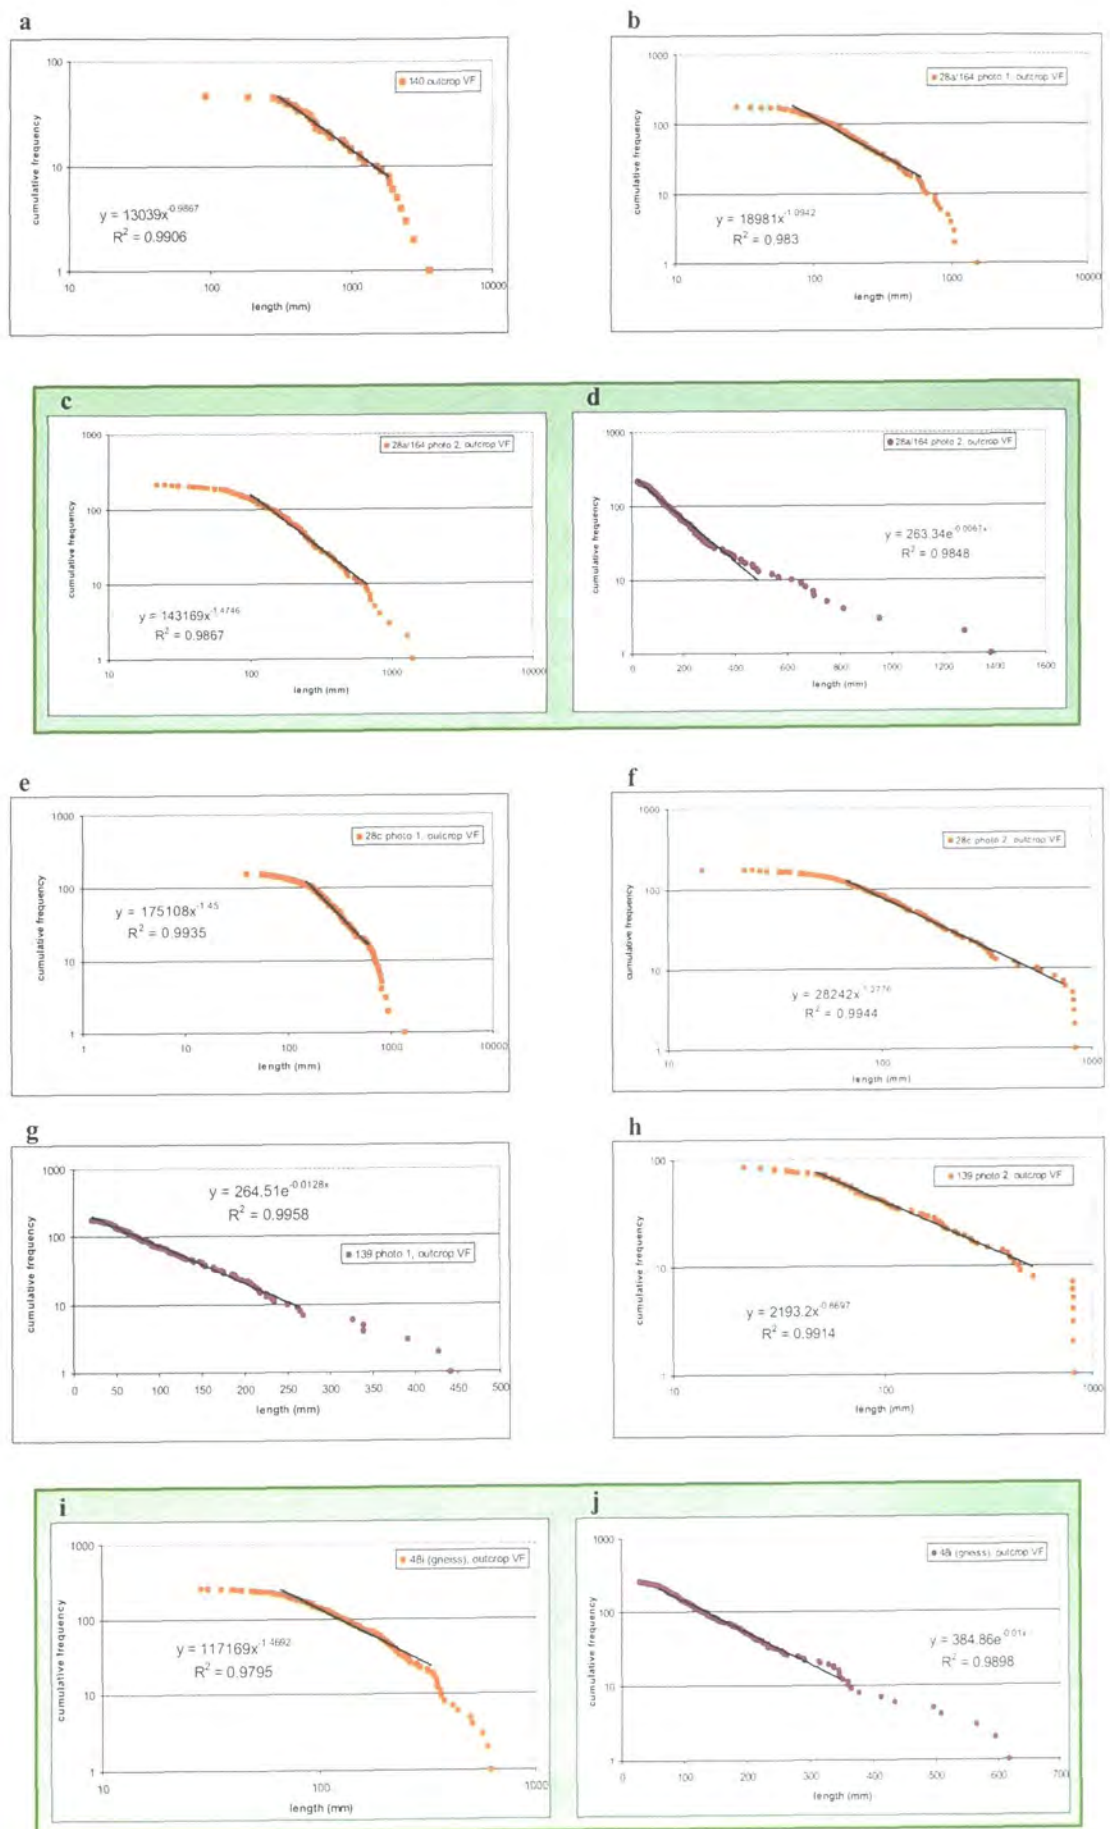 a
100
140 outcrop VF
cumulative frequency
10
y = 13039x^-0.9867
R² = 0.9906
1
10 100 1000 10000
length (mm)
b
1000
28a/164 photo 1, outcrop VF
100
cumulative frequency
10
y = 18981x^-1.0942
R² = 0.983
1
10 100 1000 10000
length (mm)
c
1000
28a/164 photo 2, outcrop VF
100
cumulative frequency
10
y = 143169x^-1.4746
R² = 0.9867
1
10 100 1000 10000
length (mm)
d
1000
28a/164 photo 2, outcrop VF
100
cumulative frequency
y = 263.34e
R² = 0.9848
10
1
0 200 400 600 800 1000 1200 1400 1600
length (mm)
e
1000
28c photo 1, outcrop VF
100
cumulative frequency
y = 175108x^-1.45
R² = 0.9935
10
1
1 10 100 1000 10000
length (mm)
f
1000
28c photo 2, outcrop VF
100
cumulative frequency
10
y = 28242x
R² = 0.9944
1
10 100 1000
length (mm)
g
1000
y = 264.51e^-0.0128x
R² = 0.9958
100
139 photo 1, outcrop VF
cumulative frequency
10
1
0 50 100 150 200 250 300 350 400 450 500
length (mm)
h
100
139 photo 2, outcrop VF
cumulative frequency
10
y = 2193.2x
R² = 0.9914
1
10 100 1000
length (mm)
i
1000
48i (gneiss), outcrop VF
100
cumulative frequency
y = 117169x^-1.4692
R² = 0.9795
10
1
10 100 1000
length (mm)
j
1000
48i (gneiss), outcrop VF
100
cumulative frequency
y = 384.86e^-0.01x
R² = 0.9898
10
1
0 100 200 300 400 500 600 700
length (mm)